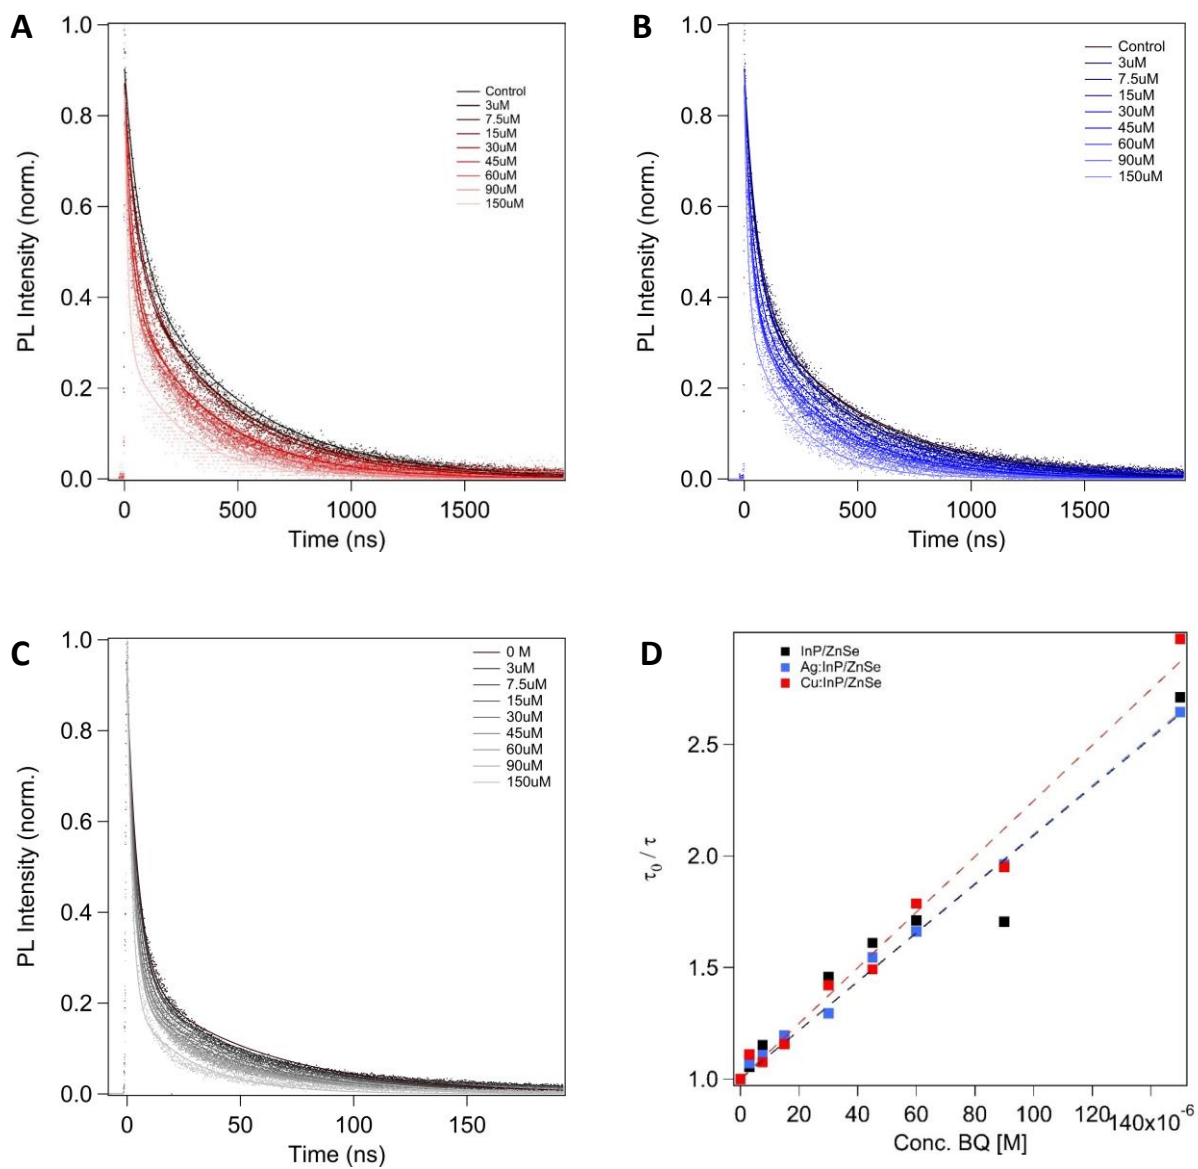 A
1.0
0.8
0.6
0.4
0.2
0.0
PL Intensity (norm.)
Control
3uM
7.5uM
15uM
30uM
45uM
60uM
90uM
150uM
0
500
1000
1500
Time (ns)
B
1.0
0.8
0.6
0.4
0.2
0.0
PL Intensity (norm.)
Control
3uM
7.5uM
15uM
30uM
45uM
60uM
90uM
150uM
0
500
1000
1500
Time (ns)
C
1.0
0.8
0.6
0.4
0.2
0.0
PL Intensity (norm.)
0 M
3uM
7.5uM
15uM
30uM
45uM
60uM
90uM
150uM
0
50
100
150
Time (ns)
D
InP/ZnSe
Ag:InP/ZnSe
Cu:InP/ZnSe
2.5
2.0
1.5
1.0
τ₀ / τ
0
20
40
60
80
100
120
140x10⁻⁶
Conc. BQ [M]